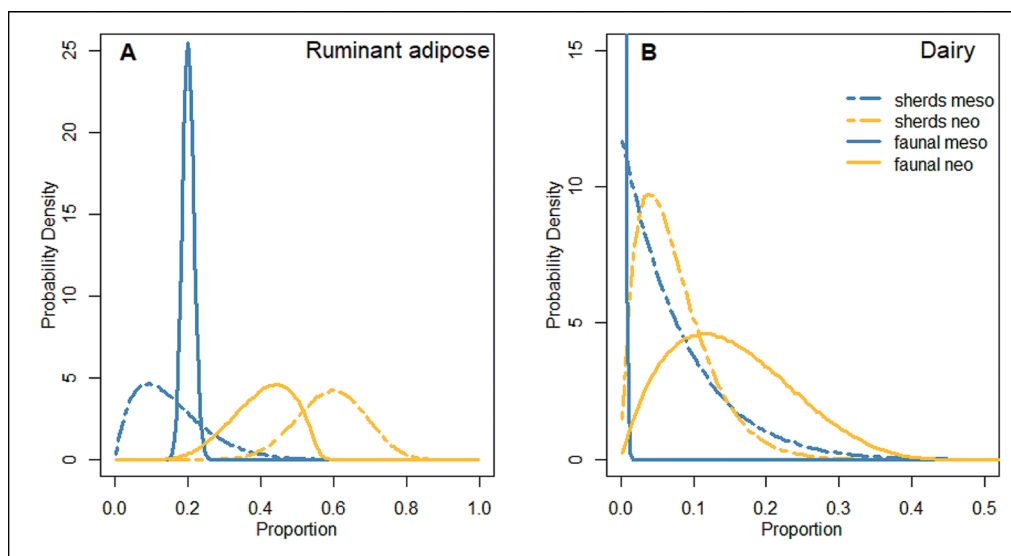 A
Ruminant adipose
25
20
15
10
5
0
Probability Density
0.0 0.2 0.4 0.6 0.8 1.0
Proportion
B
Dairy
sherds meso
sherds neo
faunal meso
faunal neo
15
10
5
0
Probability Density
0.0 0.1 0.2 0.3 0.4 0.5
Proportion